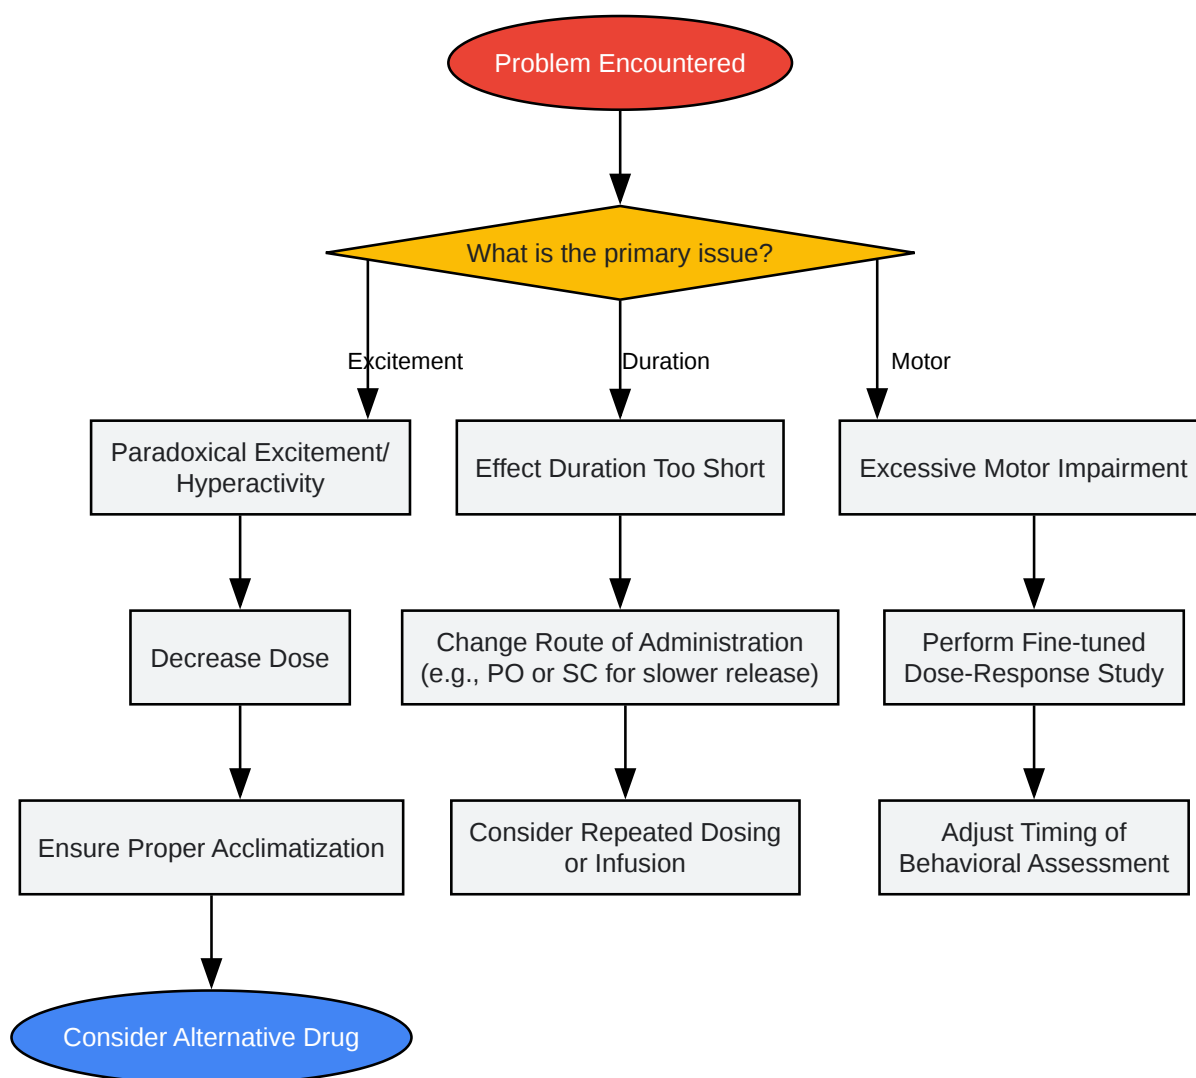 Problem Encountered
What is the primary issue?
Excitement
Duration
Motor
Paradoxical Excitement/
Hyperactivity
Effect Duration Too Short
Excessive Motor Impairment
Decrease Dose
Change Route of Administration
(e.g., PO or SC for slower release)
Perform Fine-tuned
Dose-Response Study
Ensure Proper Acclimatization
Consider Repeated Dosing
or Infusion
Adjust Timing of
Behavioral Assessment
Consider Alternative Drug